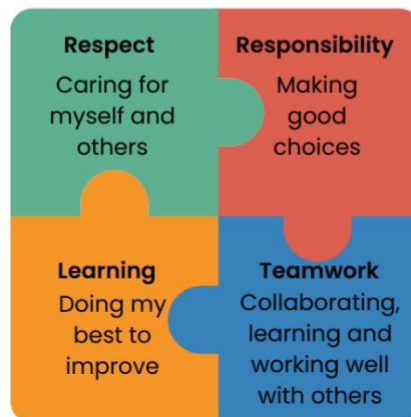 Respect
Caring for
myself and
others
Responsibility
Making
good
choices
Learning
Doing my
best to
improve
Teamwork
Collaborating,
learning and
working well
with others